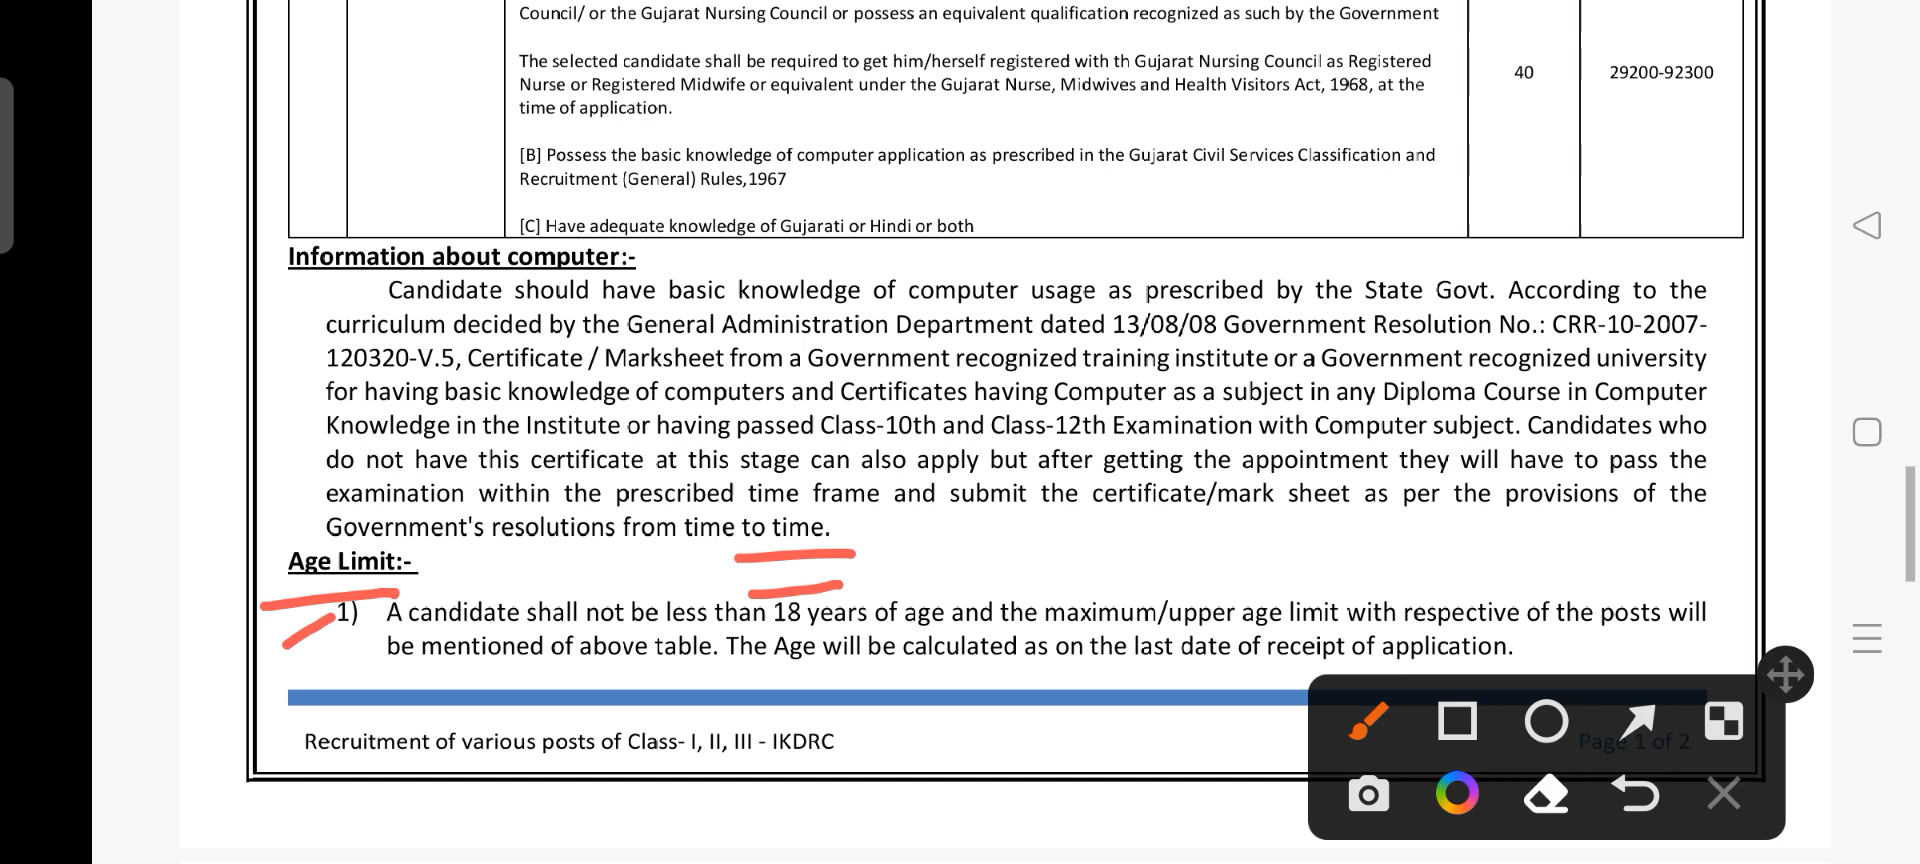 Council/ or the Gujarat Nursing Council or possess an equivalent qualification recognized as such by the Government
The selected candidate shall be required to get him/herself registered with th Gujarat Nursing Council as Registered
Nurse or Registered Midwife or equivalent under the Gujarat Nurse, Midwives and Health Visitors Act, 1968, at the
time of application.
40
29200-92300
[B] Possess the basic knowledge of computer application as prescribed in the Gujarat Civil Services Classification and
Recruitment (General) Rules,1967
[C] Have adequate knowledge of Gujarati or Hindi or both
Information about computer:-
Candidate should have basic knowledge of computer usage as prescribed by the State Govt. According to the
curriculum decided by the General Administration Department dated 13/08/08 Government Resolution No.: CRR-10-2007-
120320-V.5, Certificate / Marksheet from a Government recognized training institute or a Government recognized university
for having basic knowledge of computers and Certificates having Computer as a subject in any Diploma Course in Computer
Knowledge in the Institute or having passed Class-10th and Class-12th Examination with Computer subject. Candidates who
do not have this certificate at this stage can also apply but after getting the appointment they will have to pass the
examination within the prescribed time frame and submit the certificate/mark sheet as per the provisions of the
Government's resolutions from time to time.
Age Limit:-
1) A candidate shall not be less than 18 years of age and the maximum/upper age limit with respective of the posts will
be mentioned of above table. The Age will be calculated as on the last date of receipt of application.
Recruitment of various posts of Class- I, II, III - IKDRC
Page 1 of 2